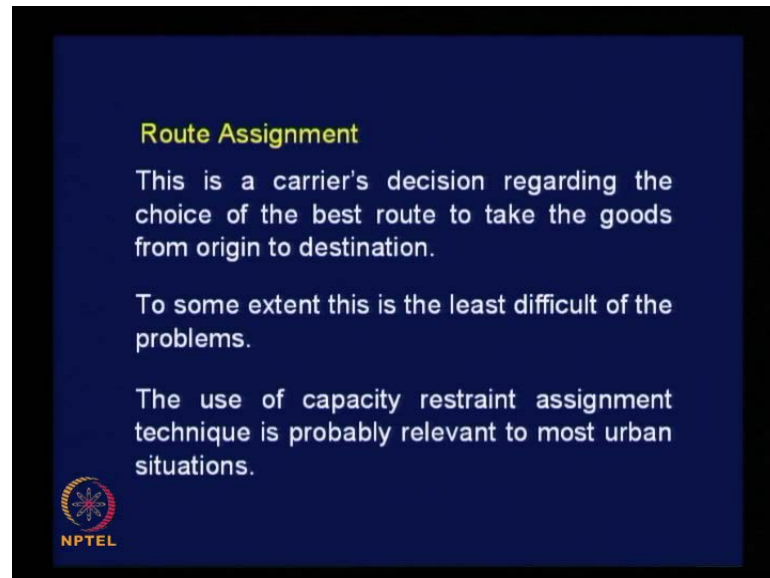 Route Assignment
This is a carrier's decision regarding the
choice of the best route to take the goods
from origin to destination.
To some extent this is the least difficult of the
problems.
The use of capacity restraint assignment
technique is probably relevant to most urban
situations.
NPTEL